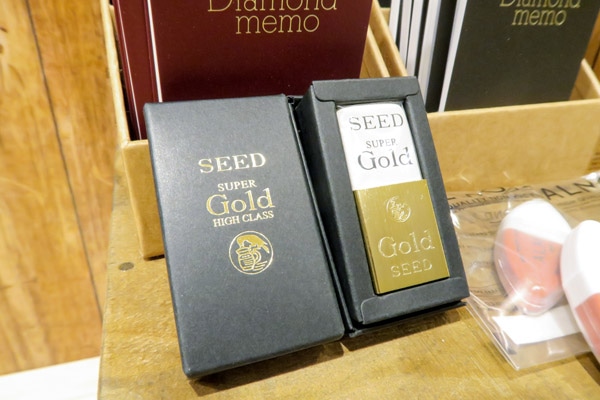 Diamond
memo
Diamond
memo
SEED
SUPER
Gold
HIGH CLASS
SEED
SUPER
Gold
Gold
SEED